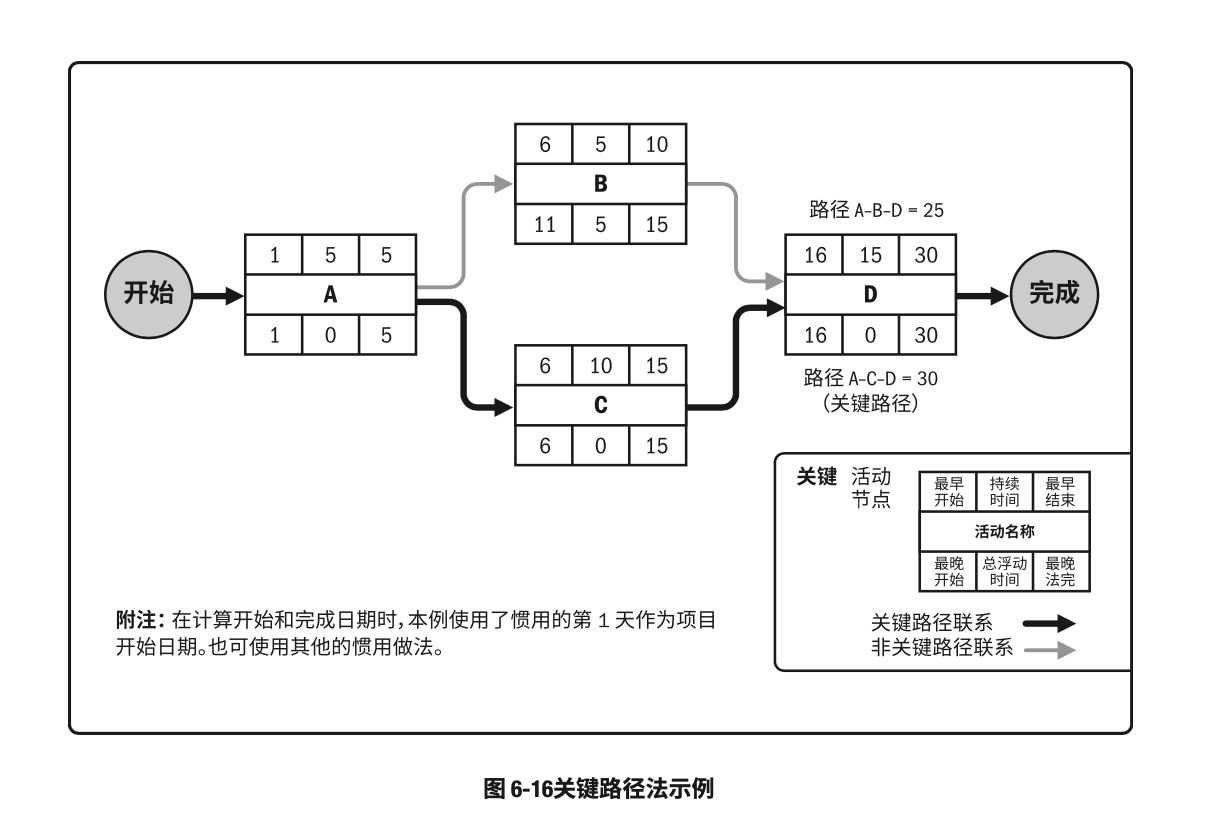 6 5 10
B
11 5 15
路径 A–B–D = 25
开始
1 5 5
A
1 0 5
16 15 30
D
16 0 30
完成
6 10 15
C
6 0 15
路径 A–C–D = 30
（关键路径）
关键 活动
节点
最早 持续 最早
开始 时间 结束
活动名称
最晚 总浮动 最晚
开始 时间 法完
关键路径联系
非关键路径联系
附注：在计算开始和完成日期时，本例使用了惯用的第 1 天作为项目
开始日期。也可使用其他的惯用做法。
图 6-16关键路径法示例